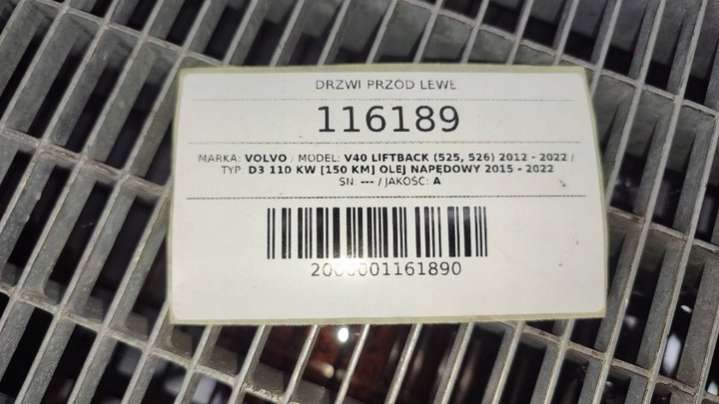 DRZWI PRZÓD LEWE
116189
MARKA: VOLVO / MODEL: V40 LIFTBACK (525, 526) 2012 - 2022 /
TYP: D3 110 KW [150 KM] OLEJ NAPĘDOWY 2015 - 2022
SN: --- / JAKOŚĆ: A
2000001161890